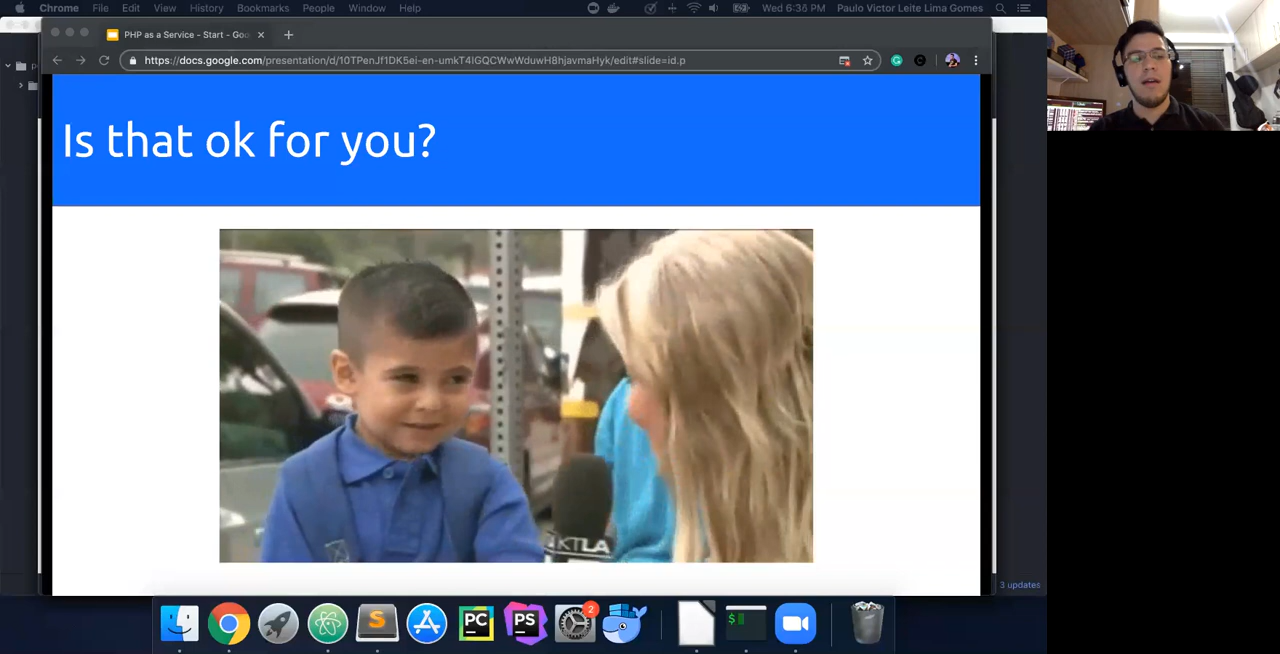 Chrome File Edit View History Bookmarks People Window Help Wed 6:36 PM Paulo Victor Leite Lima Gomes
PHP as a Service - Start - Goo
https://docs.google.com/presentation/d/10TPenJf1DK5ei-en-umkT4IGQCWwWduwH8hjavmaHyk/edit#slide=id.p
Is that ok for you?
KTLA
3 updates
S
PC
PS
2
$